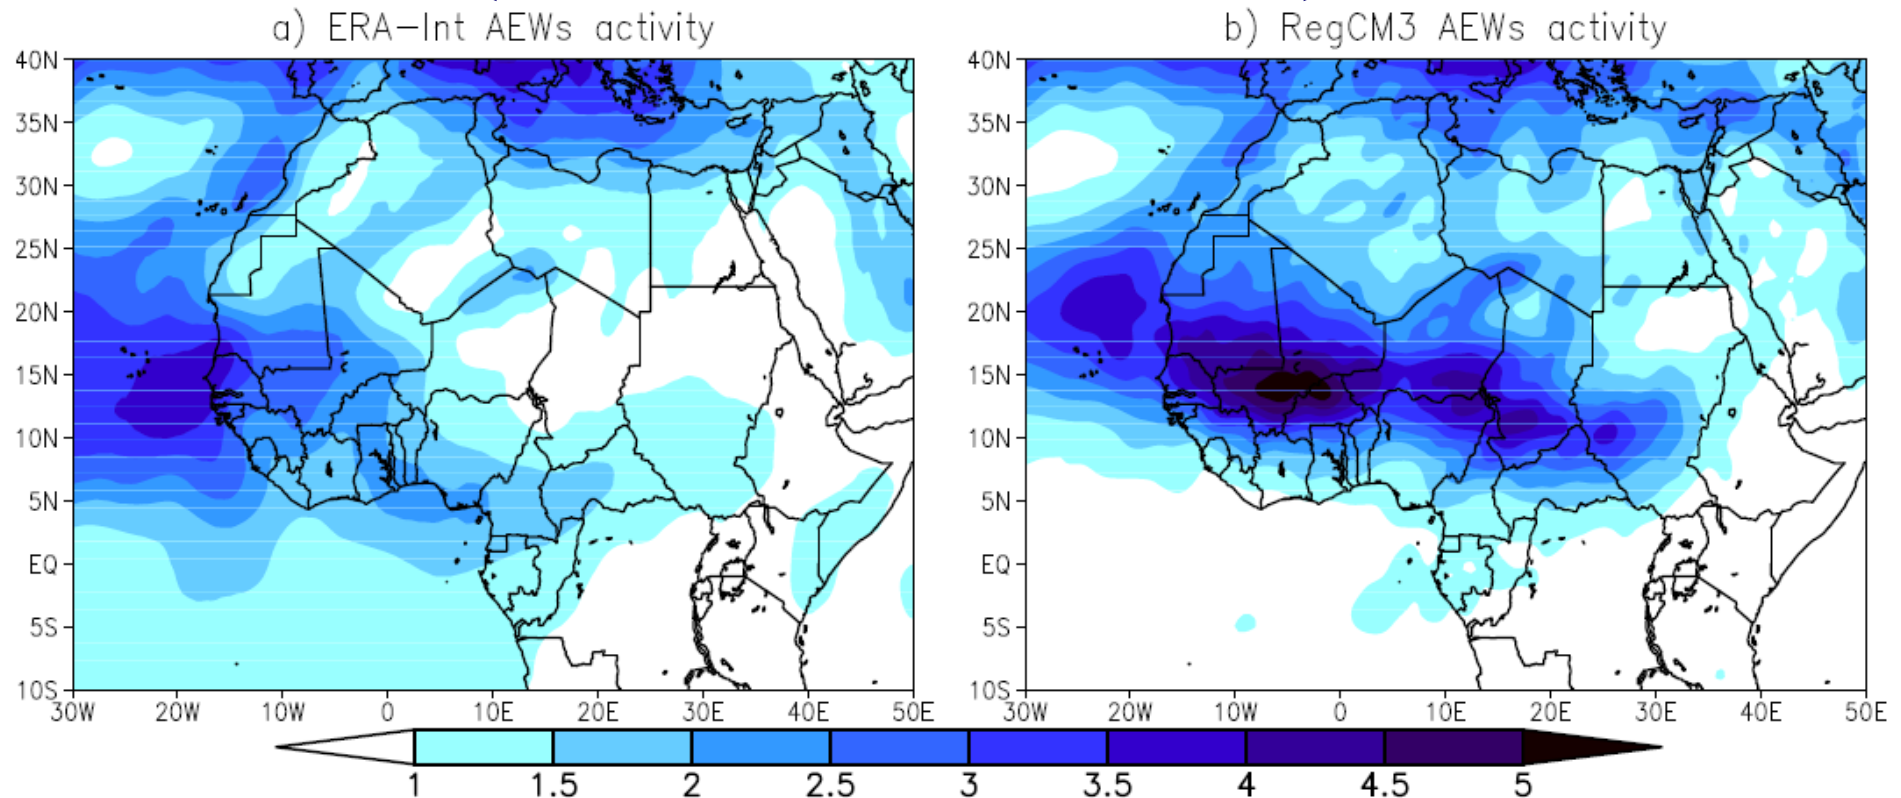 a) ERA-Int AEWs activity
b) RegCM3 AEWs activity
40N
35N
30N
25N
20N
15N
10N
5N
EQ
5S
10S
30W 20W 10W 0 10E 20E 30E 40E 50E
40N
35N
30N
25N
20N
15N
10N
5N
EQ
5S
10S
30W 20W 10W 0 10E 20E 30E 40E 50E
1 1.5 2 2.5 3 3.5 4 4.5 5